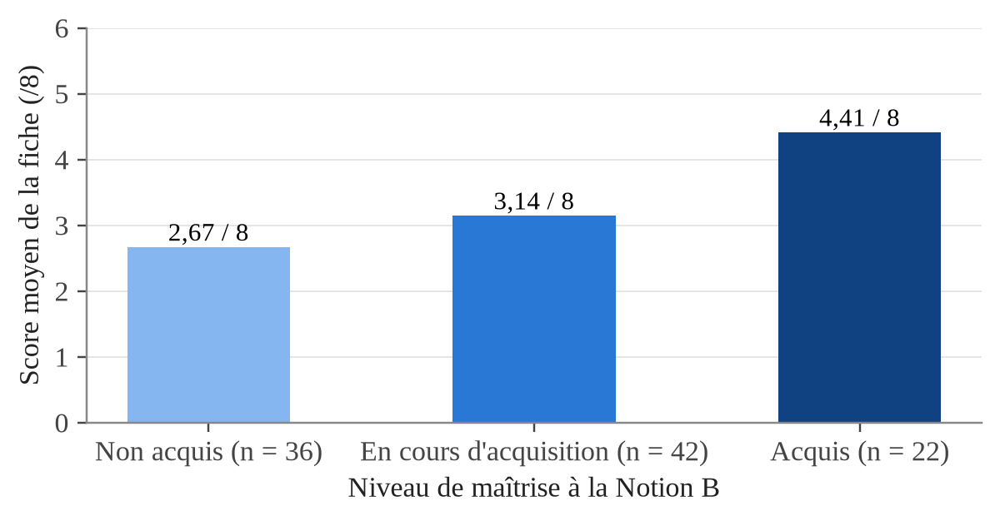 Score moyen de la fiche (/8)
6
5
4
3
2
1
0
2,67 / 8
3,14 / 8
4,41 / 8
Non acquis (n = 36)
En cours d'acquisition (n = 42)
Acquis (n = 22)
Niveau de maîtrise à la Notion B